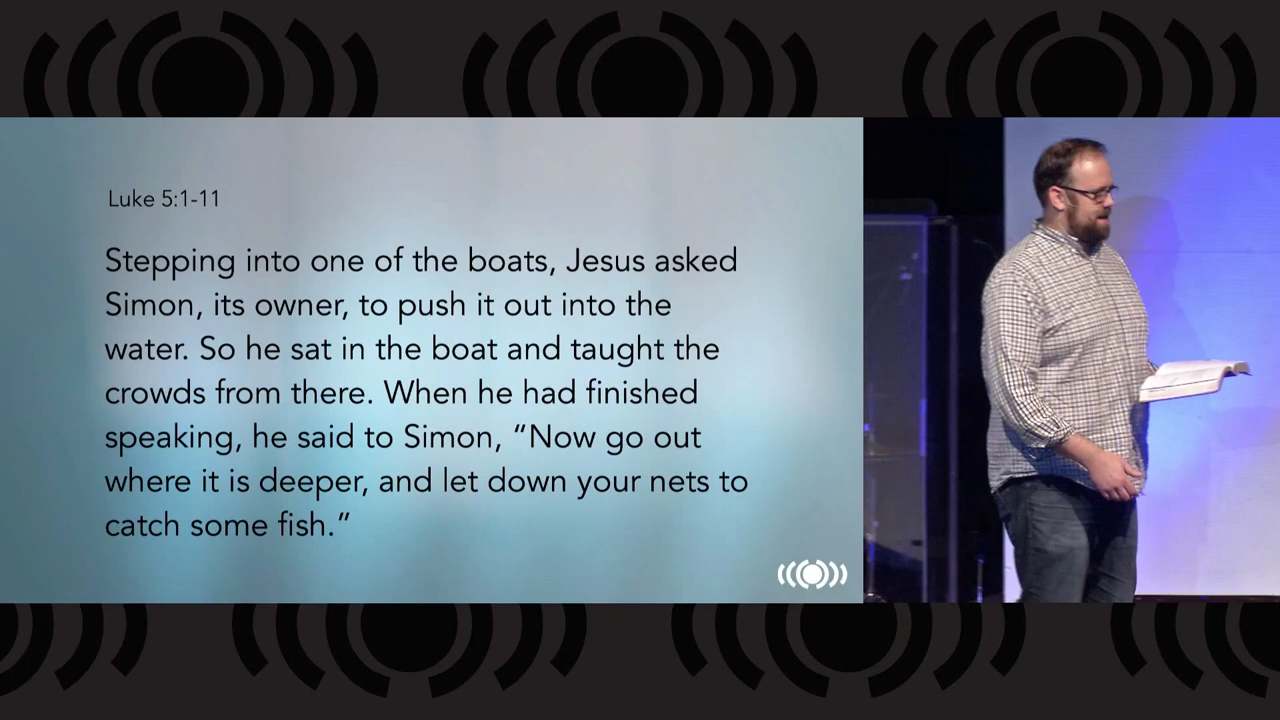 Luke 5:1-11
Stepping into one of the boats, Jesus asked
Simon, its owner, to push it out into the
water. So he sat in the boat and taught the
crowds from there. When he had finished
speaking, he said to Simon, “Now go out
where it is deeper, and let down your nets to
catch some fish.”